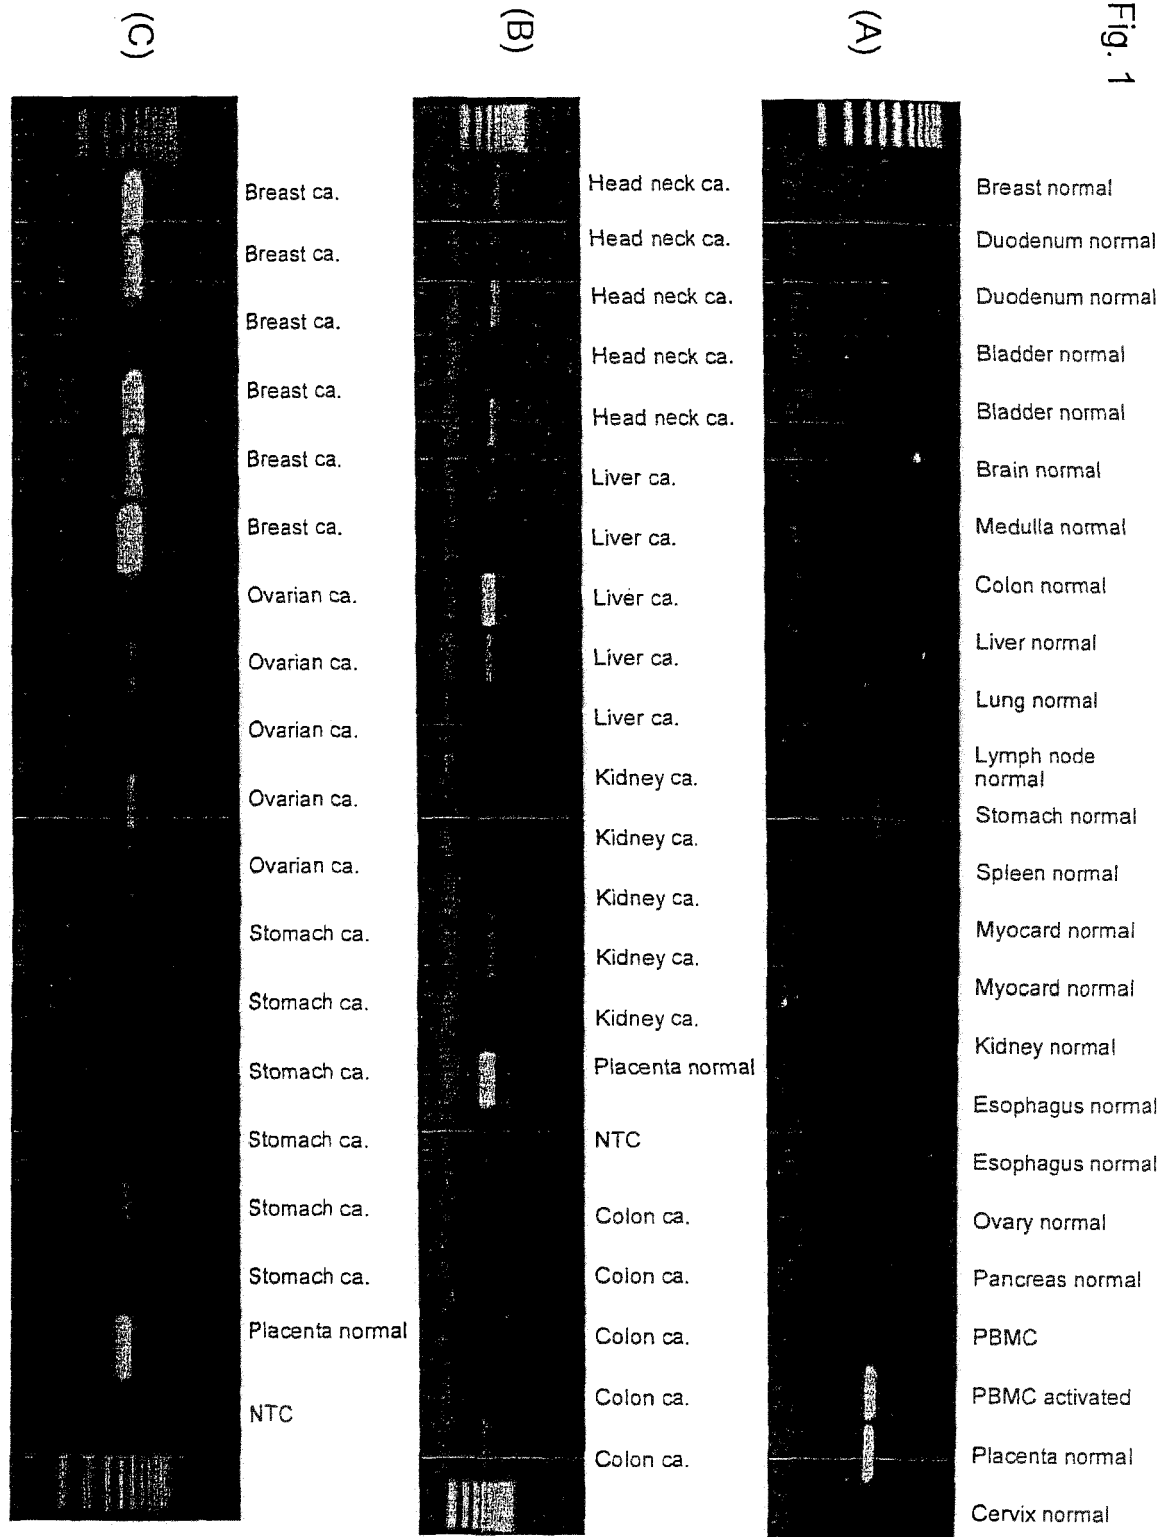 Fig. 1
(A)
Breast normal
Duodenum normal
Duodenum normal
Bladder normal
Bladder normal
Brain normal
Medulla normal
Colon normal
Liver normal
Lung normal
Lymph node
normal
Stomach normal
Spleen normal
Myocard normal
Myocard normal
Kidney normal
Esophagus normal
Esophagus normal
Ovary normal
Pancreas normal
PBMC
PBMC activated
Placenta normal
Cervix normal
(B)
Head neck ca.
Head neck ca.
Head neck ca.
Head neck ca.
Head neck ca.
Liver ca.
Liver ca.
Liver ca.
Liver ca.
Liver ca.
Kidney ca.
Kidney ca.
Kidney ca.
Kidney ca.
Kidney ca.
Placenta normal
NTC
Colon ca.
Colon ca.
Colon ca.
Colon ca.
Colon ca.
(C)
Breast ca.
Breast ca.
Breast ca.
Breast ca.
Breast ca.
Breast ca.
Ovarian ca.
Ovarian ca.
Ovarian ca.
Ovarian ca.
Ovarian ca.
Stomach ca.
Stomach ca.
Stomach ca.
Stomach ca.
Stomach ca.
Stomach ca.
Placenta normal
NTC